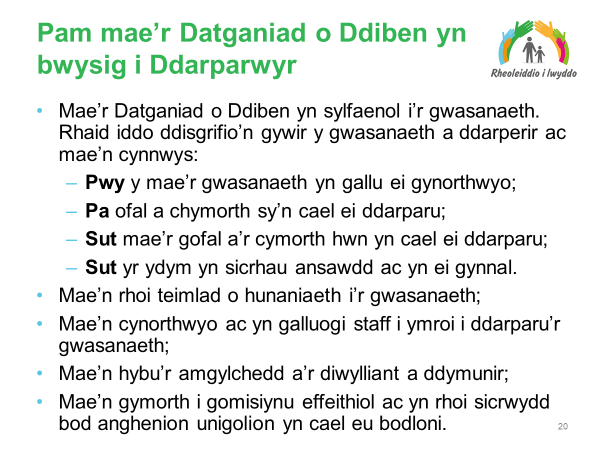 Pam mae’r Datganiad o Ddiben yn
bwysig i Ddarparwyr
Rheoleiddio i lwyddo
• Mae’r Datganiad o Ddiben yn sylfaenol i’r gwasanaeth.
Rhaid iddo ddisgrifio’n gywir y gwasanaeth a ddarperir ac
mae’n cynnwys:
– Pwy y mae’r gwasanaeth yn gallu ei gynorthwyo;
– Pa ofal a chymorth sy’n cael ei ddarparu;
– Sut mae’r gofal a’r cymorth hwn yn cael ei ddarparu;
– Sut yr ydym yn sicrhau ansawdd ac yn ei gynnal.
• Mae’n rhoi teimlad o hunaniaeth i’r gwasanaeth;
• Mae’n cynorthwyo ac yn galluogi staff i ymroi i ddarparu’r
gwasanaeth;
• Mae’n hybu’r amgylchedd a’r diwylliant a ddymunir;
• Mae’n gymorth i gomisiynu effeithiol ac yn rhoi sicrwydd
bod anghenion unigolion yn cael eu bodloni.
20